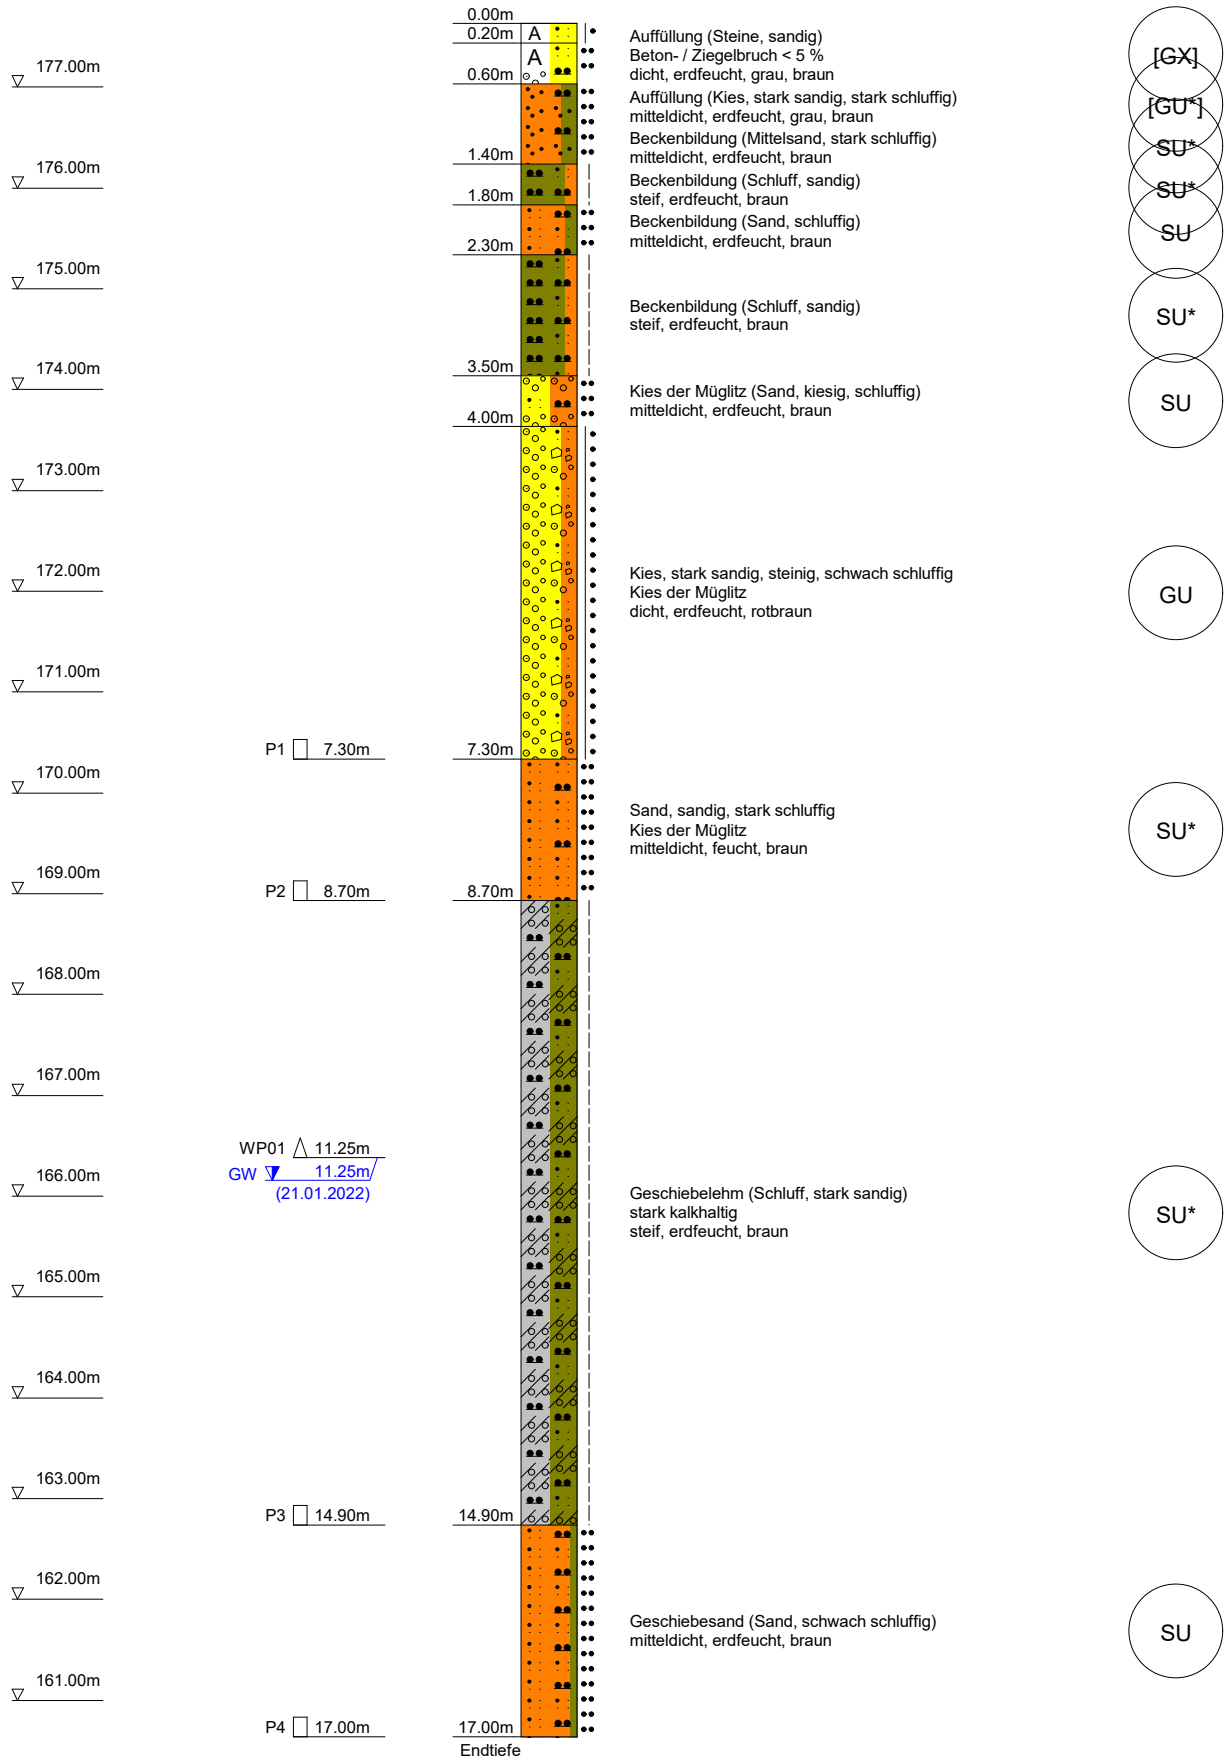 0.00m
0.20m
A
Auffüllung (Steine, sandig)
Beton- / Ziegelbruch < 5 %
dicht, erdfeucht, grau, braun
[GX]
177.00m
0.60m
A
Auffüllung (Kies, stark sandig, stark schluffig)
mitteldicht, erdfeucht, grau, braun
[GU*]
Beckenbildung (Mittelsand, stark schluffig)
mitteldicht, erdfeucht, braun
SU*
1.40m
176.00m
Beckenbildung (Schluff, sandig)
steif, erdfeucht, braun
SU*
1.80m
Beckenbildung (Sand, schluffig)
mitteldicht, erdfeucht, braun
SU
2.30m
175.00m
Beckenbildung (Schluff, sandig)
steif, erdfeucht, braun
SU*
3.50m
174.00m
Kies der Müglitz (Sand, kiesig, schluffig)
mitteldicht, erdfeucht, braun
SU
4.00m
173.00m
172.00m
Kies, stark sandig, steinig, schwach schluffig
Kies der Müglitz
dicht, erdfeucht, rotbraun
GU
171.00m
P1 7.30m
7.30m
170.00m
Sand, sandig, stark schluffig
Kies der Müglitz
mitteldicht, feucht, braun
SU*
169.00m
P2 8.70m
8.70m
168.00m
167.00m
WP01 11.25m
GW 11.25m
(21.01.2022)
166.00m
Geschiebelehm (Schluff, stark sandig)
stark kalkhaltig
steif, erdfeucht, braun
SU*
165.00m
164.00m
163.00m
P3 14.90m
14.90m
162.00m
Geschiebesand (Sand, schwach schluffig)
mitteldicht, erdfeucht, braun
SU
161.00m
P4 17.00m
17.00m
Endtiefe